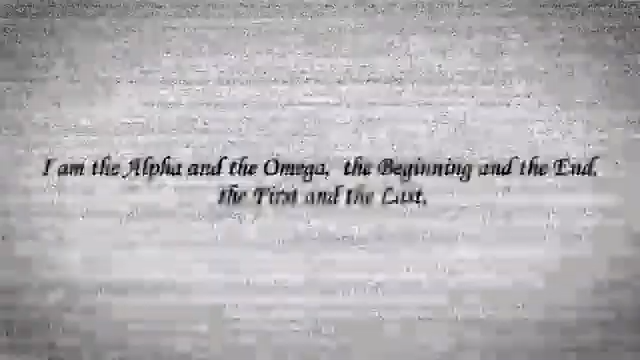 I am the Alpha and the Omega, the Beginning and the End,
the First and the Last.